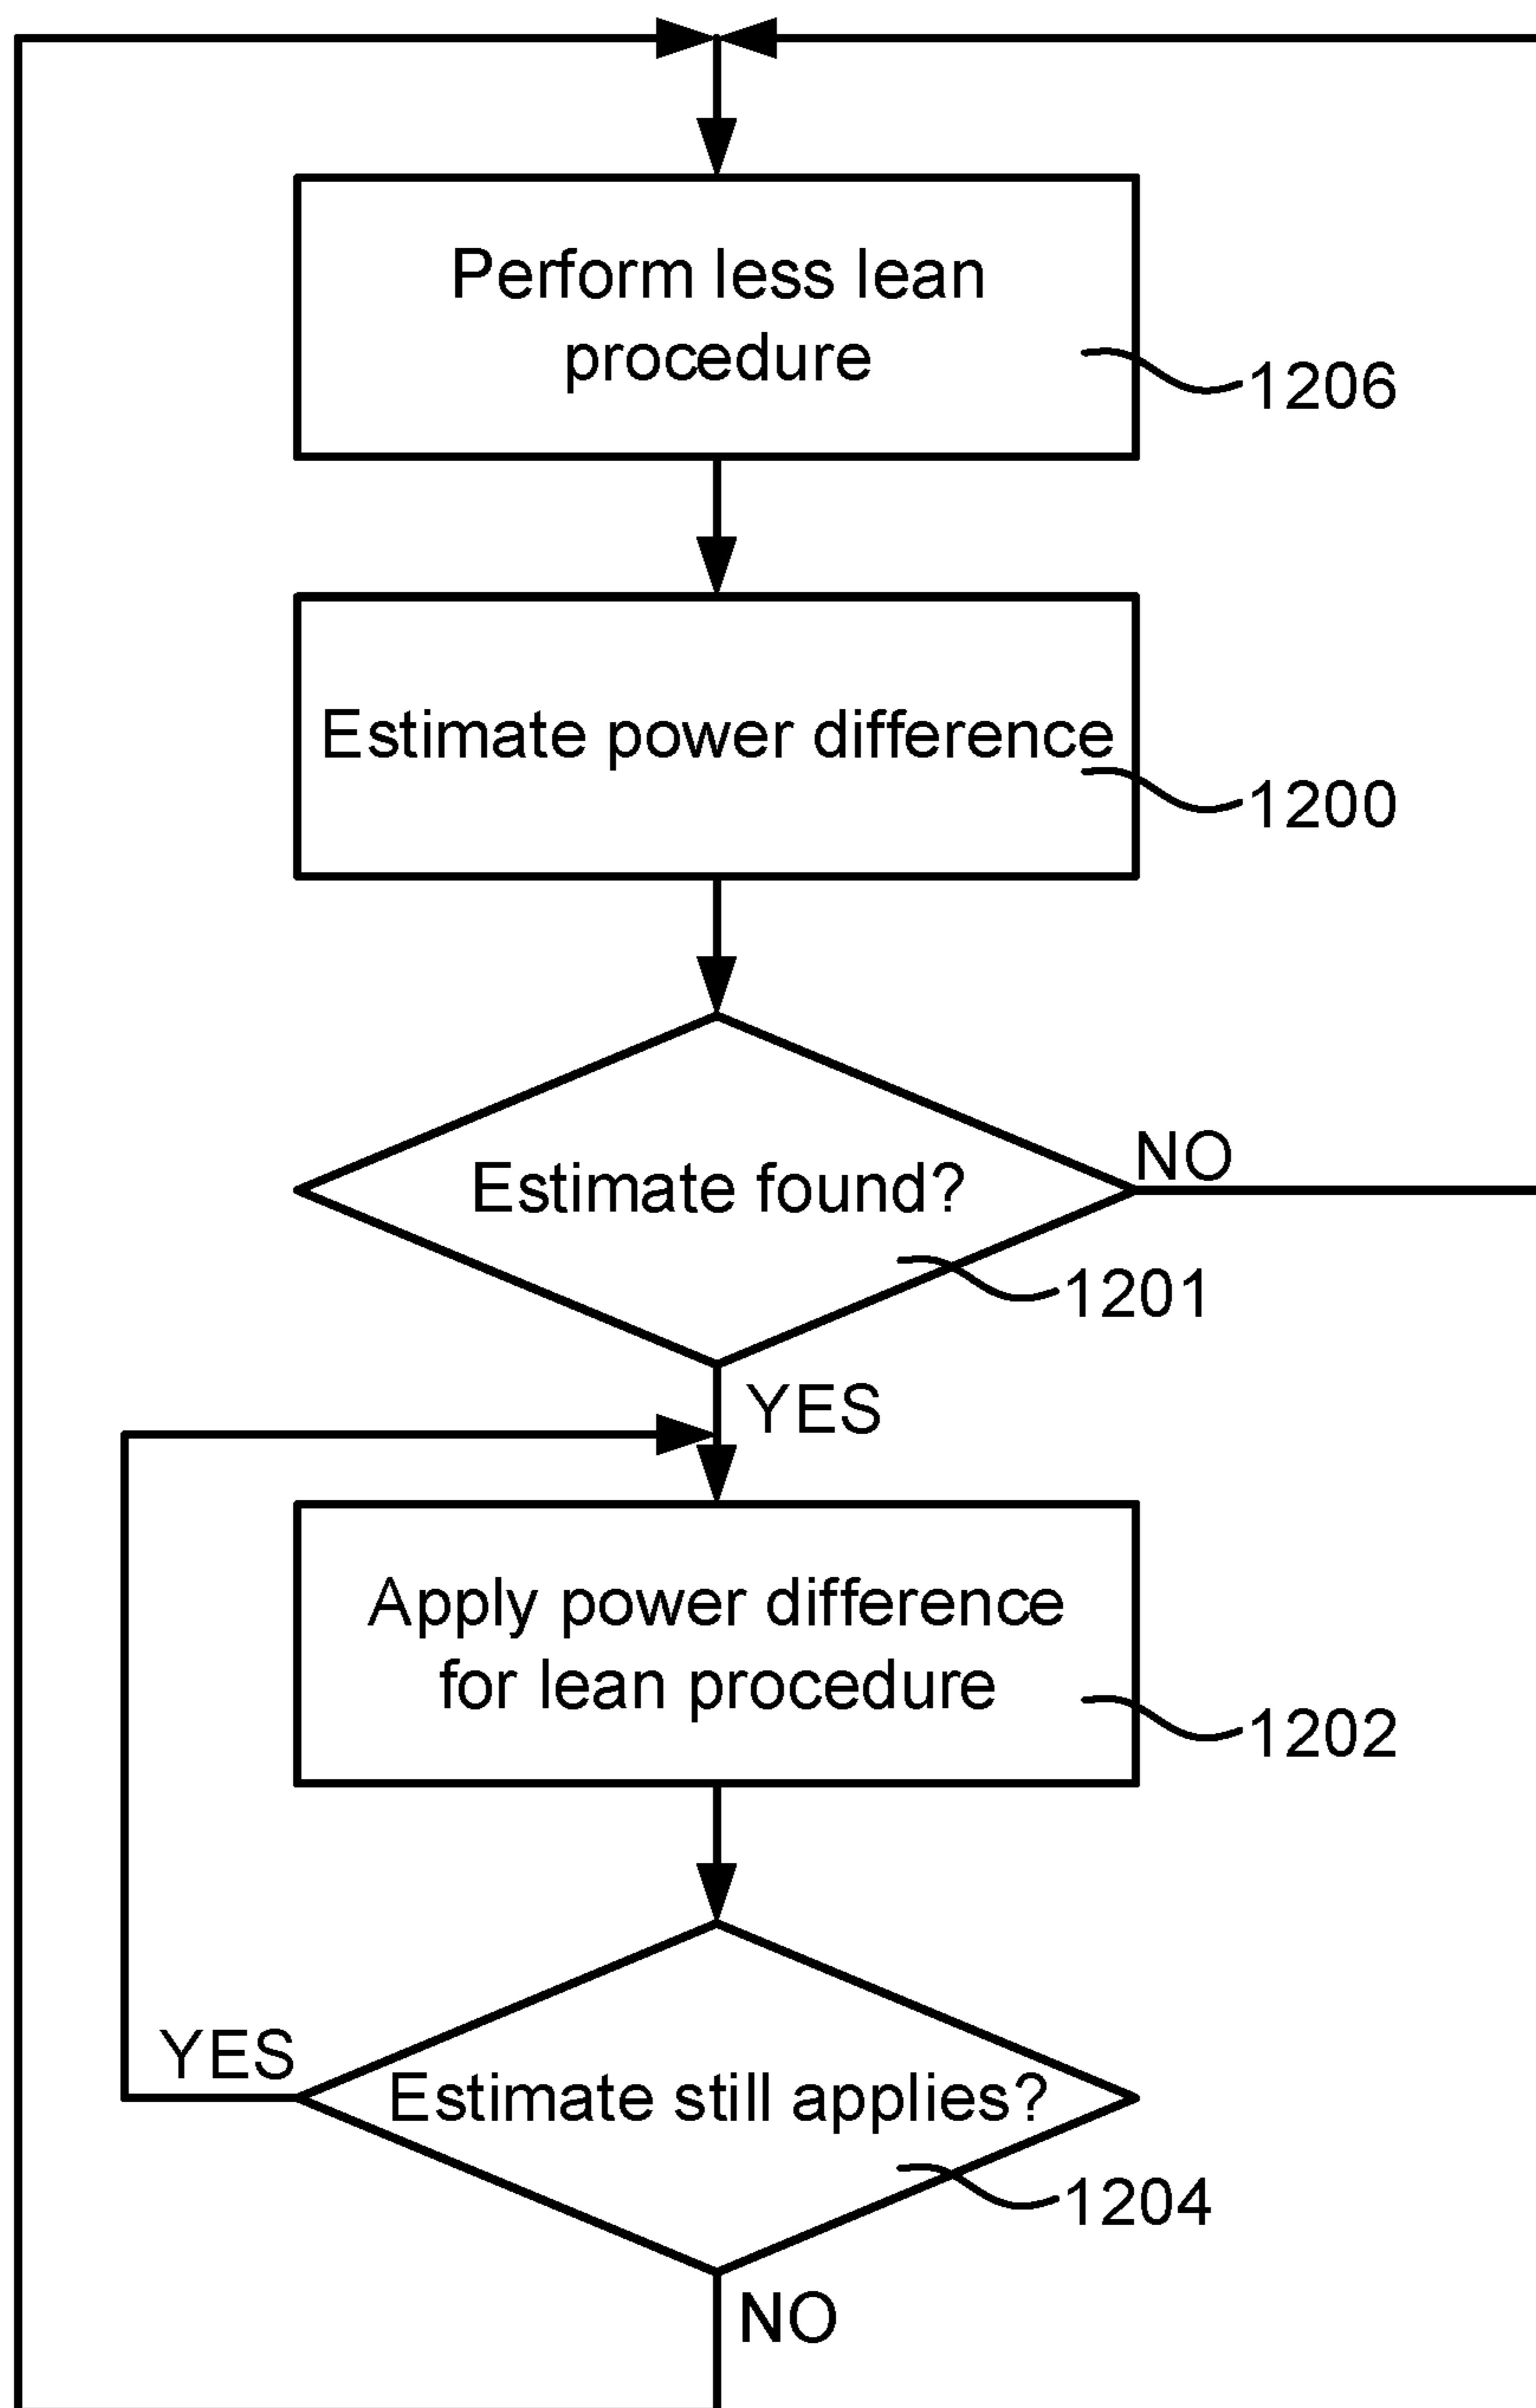 Perform less lean
procedure
1206
Estimate power difference
1200
NO
Estimate found?
1201
YES
Apply power difference
for lean procedure
1202
YES
Estimate still applies?
1204
NO